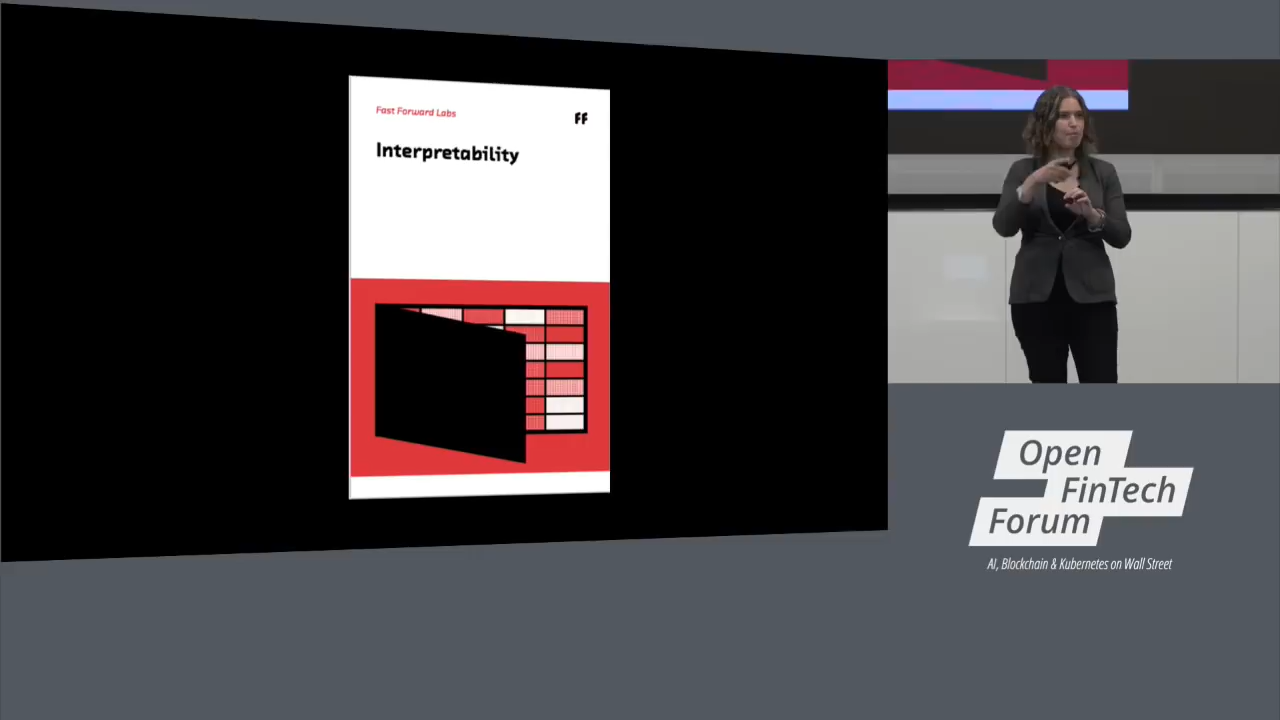 Fast Forward Labs
FF
Interpretability
Open
FinTech
Forum
AI, Blockchain & Kubernetes on Wall Street